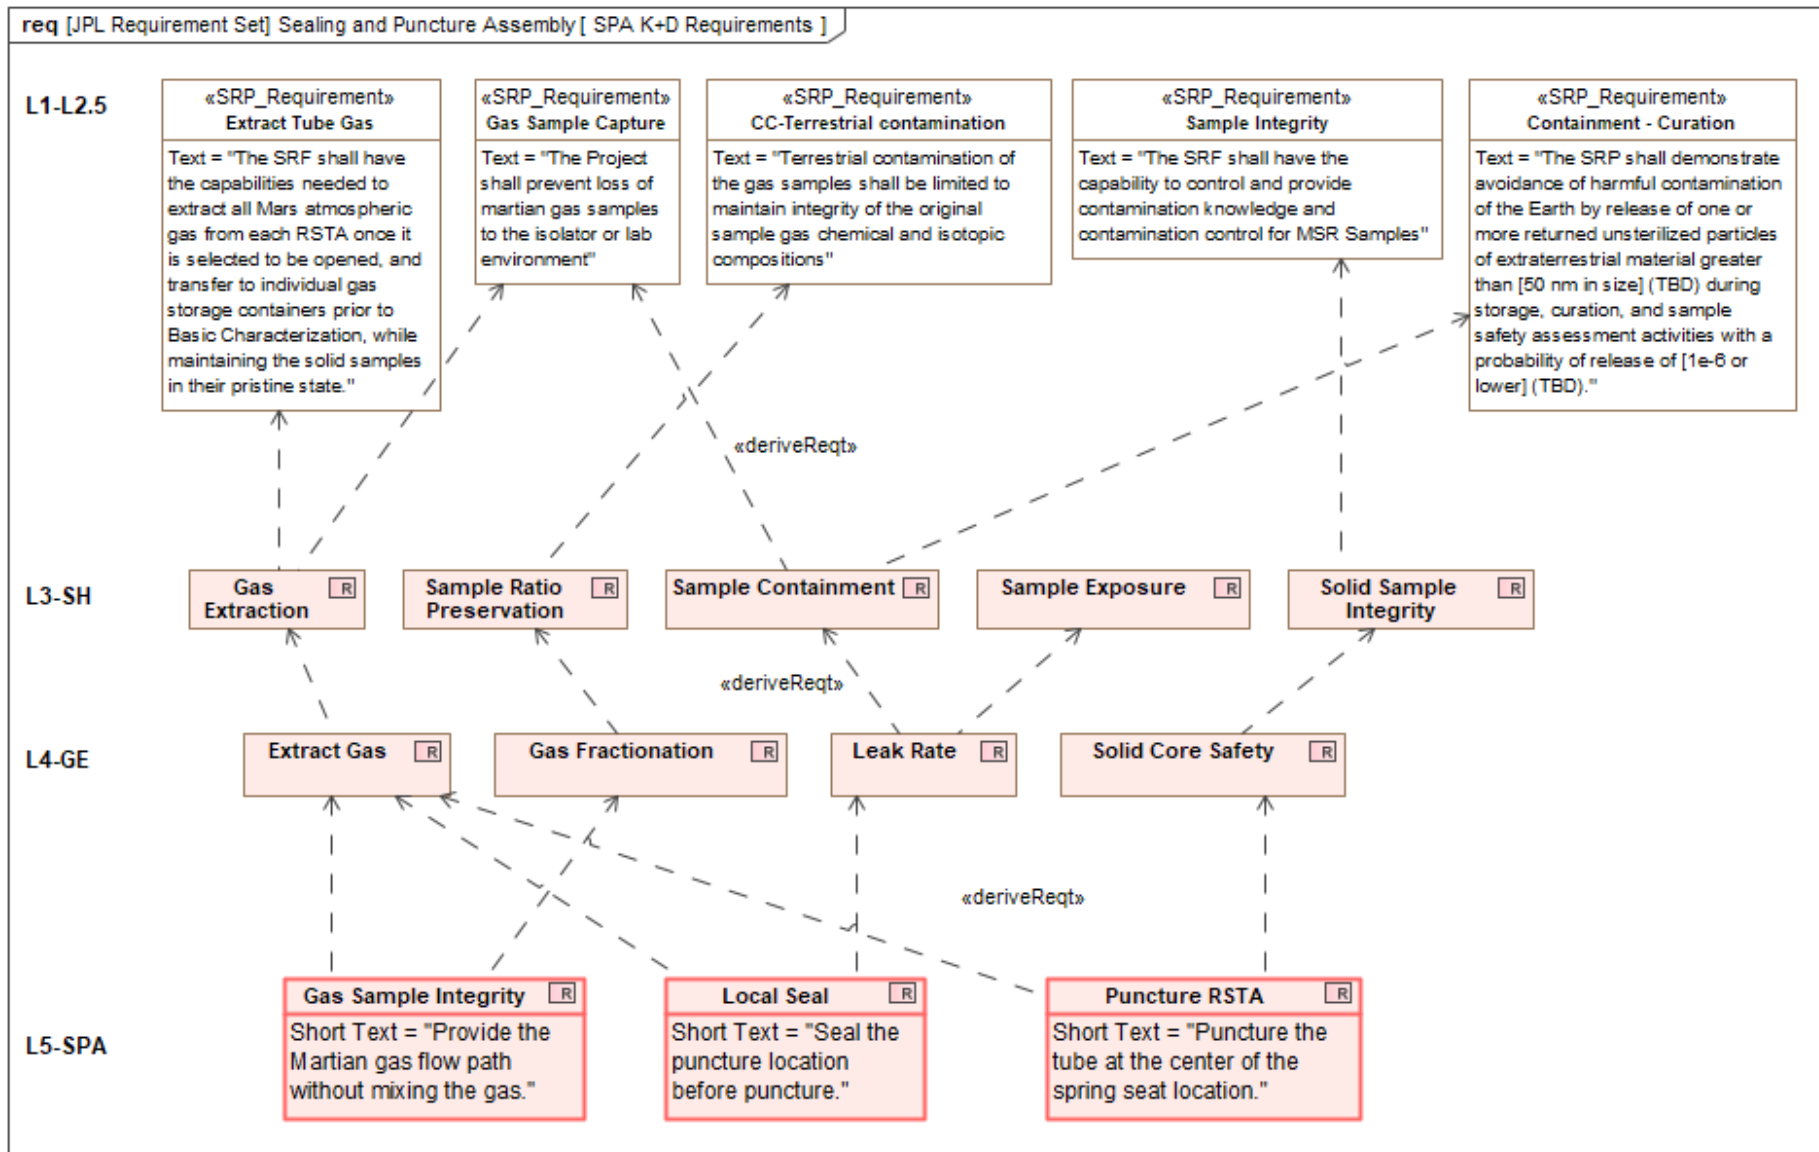 req [JPL Requirement Set] Sealing and Puncture Assembly [ SPA K+D Requirements ]
L1-L2.5
«SRP_Requirement»
Extract Tube Gas
Text = "The SRF shall have
the capabilities needed to
extract all Mars atmospheric
gas from each RSTA once it
is selected to be opened, and
transfer to individual gas
storage containers prior to
Basic Characterization, while
maintaining the solid samples
in their pristine state."
«SRP_Requirement»
Gas Sample Capture
Text = "The Project
shall prevent loss of
martian gas samples
to the isolator or lab
environment"
«SRP_Requirement»
CC-Terrestrial contamination
Text = "Terrestrial contamination of
the gas samples shall be limited to
maintain integrity of the original
sample gas chemical and isotopic
compositions"
«SRP_Requirement»
Sample Integrity
Text = "The SRF shall have the
capability to control and provide
contamination knowledge and
contamination control for MSR Samples"
«SRP_Requirement»
Containment - Curation
Text = "The SRP shall demonstrate
avoidance of harmful contamination
of the Earth by release of one or
more returned unsterilized particles
of extraterrestrial material greater
than [50 nm in size] (TBD) during
storage, curation, and sample
safety assessment activities with a
probability of release of [1e-6 or
lower] (TBD)."
«deriveReqt»
L3-SH
Gas
Extraction
R
Sample Ratio
Preservation
R
Sample Containment
R
Sample Exposure
R
Solid Sample
Integrity
R
«deriveReqt»
L4-GE
Extract Gas
R
Gas Fractionation
R
Leak Rate
R
Solid Core Safety
R
«deriveReqt»
L5-SPA
Gas Sample Integrity
R
Short Text = "Provide the
Martian gas flow path
without mixing the gas."
Local Seal
R
Short Text = "Seal the
puncture location
before puncture."
Puncture RSTA
R
Short Text = "Puncture the
tube at the center of the
spring seat location."